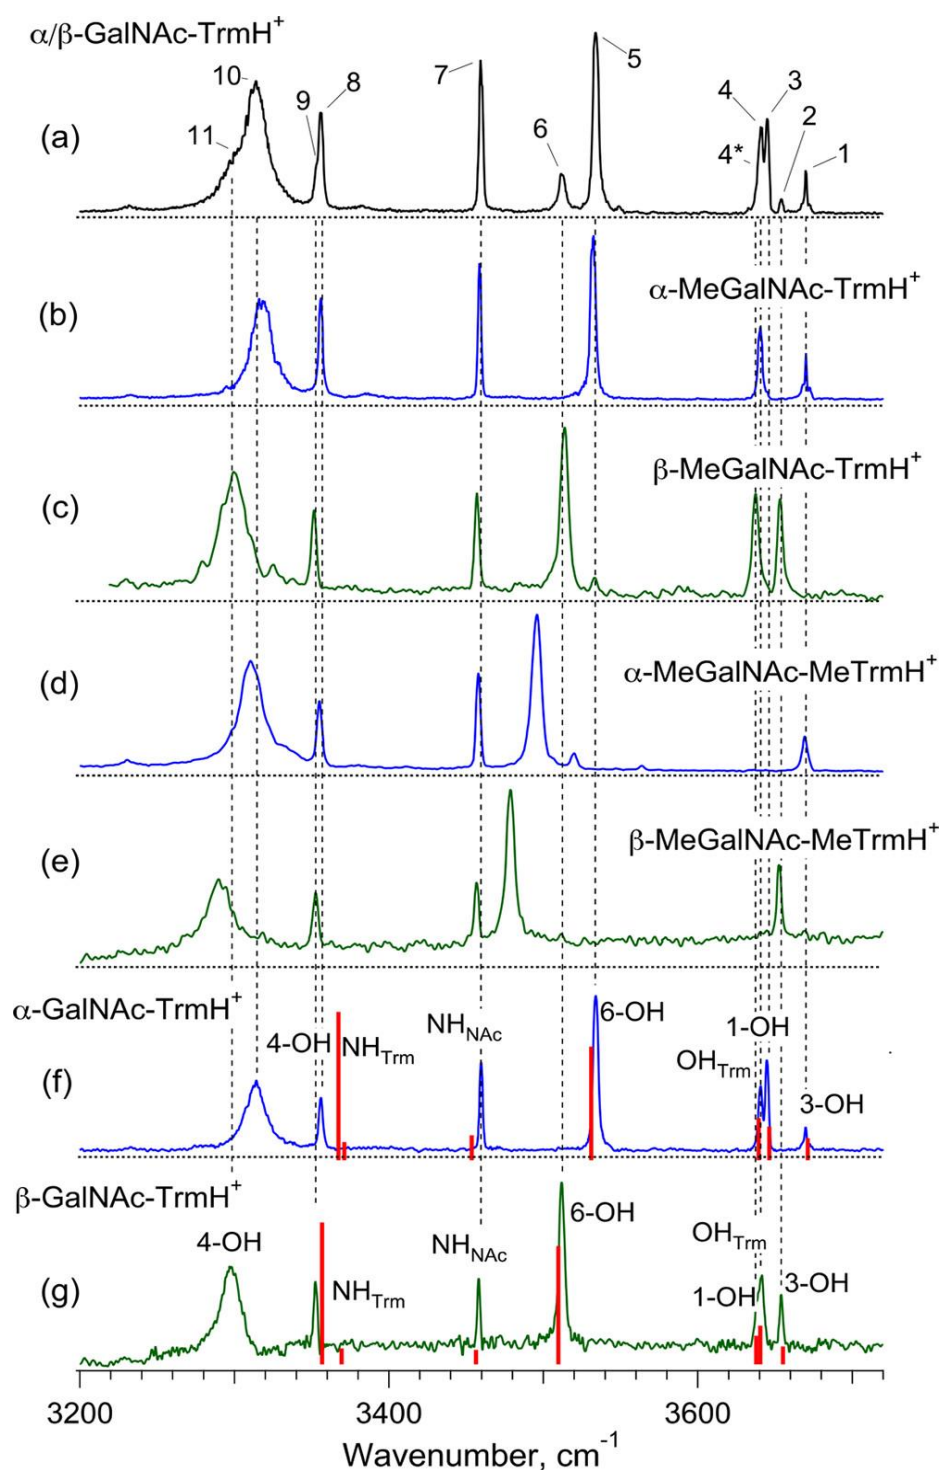 α/β-GalNAc-TrmH⁺
(a)
11
10
9
8
7
6
5
4
4*
3
2
1
(b)
α-MeGalNAc-TrmH⁺
(c)
β-MeGalNAc-TrmH⁺
(d)
α-MeGalNAc-MeTrmH⁺
(e)
β-MeGalNAc-MeTrmH⁺
α-GalNAc-TrmH⁺
(f)
4-OH
NH_Trm
NH_NAc
6-OH
OH_Trm
1-OH
3-OH
β-GalNAc-TrmH⁺
(g)
4-OH
NH_Trm
NH_NAc
6-OH
OH_Trm
1-OH
3-OH
3200
3400
3600
Wavenumber, cm⁻¹